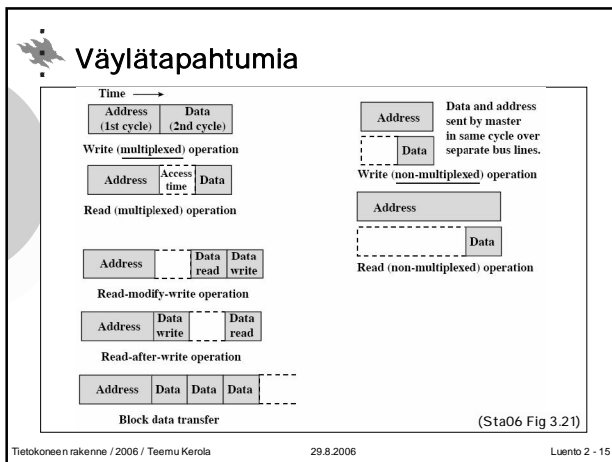 Väylätapahtumia
Time
Address
(1st cycle)
Data
(2nd cycle)
Write (multiplexed) operation
Address
Access
time
Data
Read (multiplexed) operation
Address
Data
read
Data
write
Read-modify-write operation
Address
Data
write
Data
read
Read-after-write operation
Address
Data
Data
Data
Block data transfer
Address
Data
Data and address
sent by master
in same cycle over
separate bus lines.
Write (non-multiplexed) operation
Address
Data
Read (non-multiplexed) operation
(Sta06 Fig 3.21)
Tietokoneen rakenne / 2006 / Teemu Kerola
29.8.2006
Luento 2 - 15